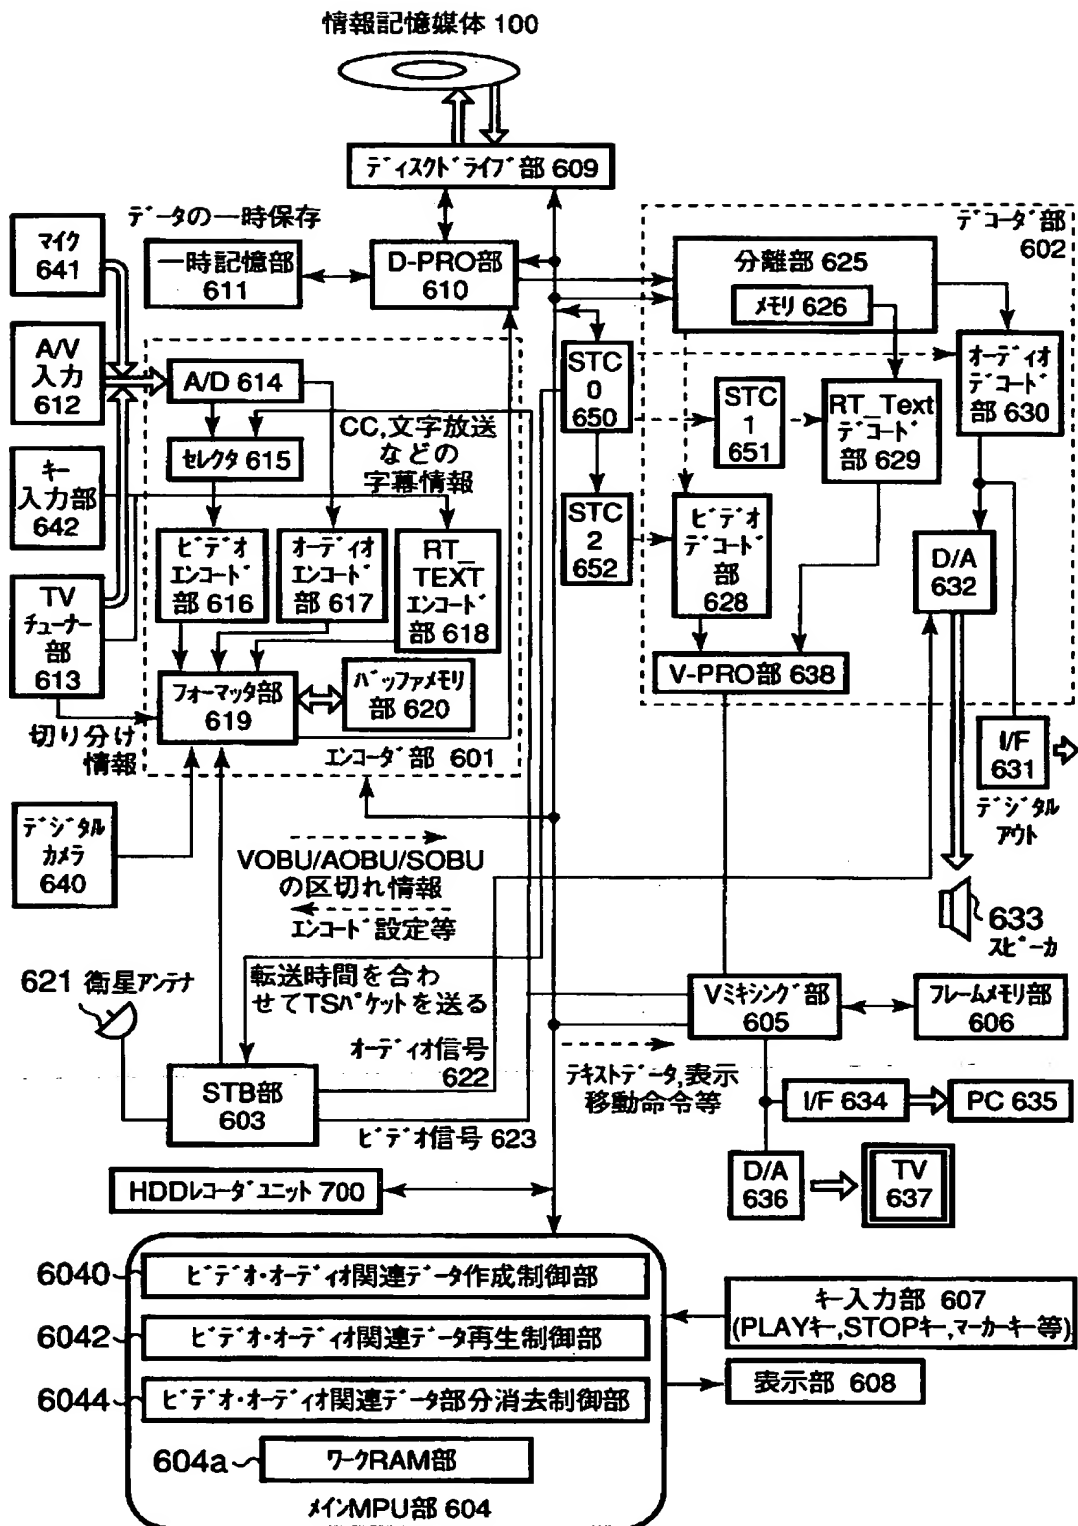 情報記憶媒体 100
ディスクドライブ部 609
データの一時保存
マイク
641
一時記憶部
611
D-PRO部
610
デコーダ部
602
分離部 625
メモリ 626
A/V
入力
612
A/D 614
セレクタ 615
CC,文字放送
などの
字幕情報
STC
0
650
STC
1
651
RT_Text
デコード
部 629
オーディオ
デコード
部 630
キー
入力部
642
ビデオ
エンコード
部 616
オーディオ
エンコード
部 617
RT_
TEXT
エンコード
部 618
STC
2
652
ビデオ
デコード
部
628
D/A
632
TV
チューナー
部
613
フォーマッタ部
619
バッファメモリ
部 620
V-PRO部 638
切り分け
情報
エンコーダ部 601
I/F
631
デジタル
アウト
デジタル
カメラ
640
VOBU/AOBU/SOBU
の区切れ情報
エンコード設定等
633
スピーカ
621 衛星アンテナ
転送時間を合わ
せてTSパケットを送る
Vミキシング部
605
フレームメモリ部
606
オーディオ信号
622
STB部
603
ビデオ信号 623
テキストデータ,表示
移動命令等
I/F 634
PC 635
HDDレコーダユニット 700
D/A
636
TV
637
6040
ビデオ・オーディオ関連データ作成制御部
6042
ビデオ・オーディオ関連データ再生制御部
6044
ビデオ・オーディオ関連データ部分消去制御部
604a
ワークRAM部
メインMPU部 604
キー入力部 607
(PLAYキー,STOPキー,マーカーキー等)
表示部 608